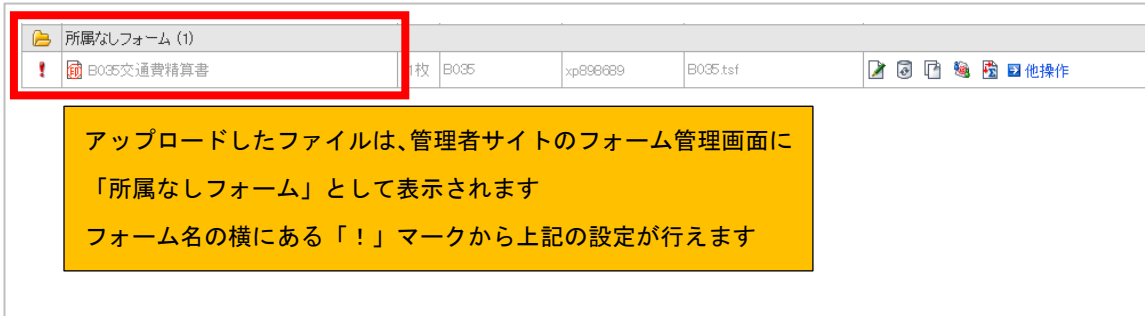 所属なしフォーム (1)
! 印 B035交通費精算書 1枚 B035 xp898689 B035.tsf 他操作
アップロードしたファイルは、管理者サイトのフォーム管理画面に
「所属なしフォーム」として表示されます
フォーム名の横にある「！」マークから上記の設定が行えます